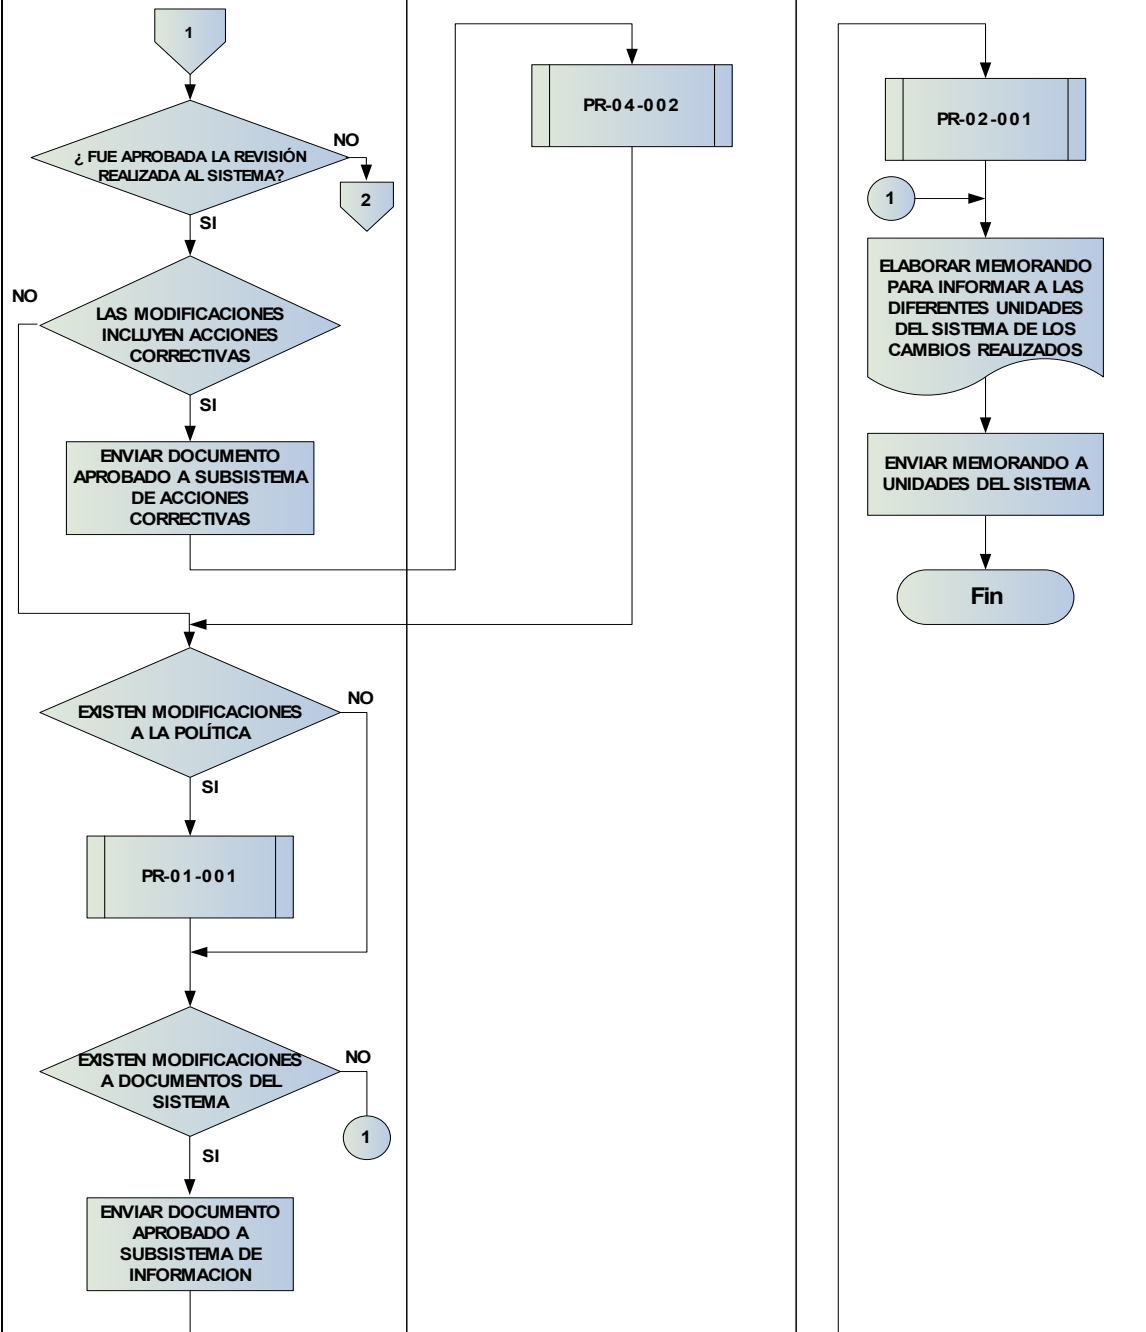 1
¿ FUE APROBADA LA REVISIÓN
REALIZADA AL SISTEMA?
NO
2
SI
NO
LAS MODIFICACIONES
INCLUYEN ACCIONES
CORRECTIVAS
SI
ENVIAR DOCUMENTO
APROBADO A SUBSISTEMA
DE ACCIONES
CORRECTIVAS
EXISTEN MODIFICACIONES
A LA POLÍTICA
NO
SI
PR-01-001
EXISTEN MODIFICACIONES
A DOCUMENTOS DEL
SISTEMA
NO
1
SI
ENVIAR DOCUMENTO
APROBADO A
SUBSISTEMA DE
INFORMACION
PR-04-002
PR-02-001
1
ELABORAR MEMORANDO
PARA INFORMAR A LAS
DIFERENTES UNIDADES
DEL SISTEMA DE LOS
CAMBIOS REALIZADOS
ENVIAR MEMORANDO A
UNIDADES DEL SISTEMA
Fin